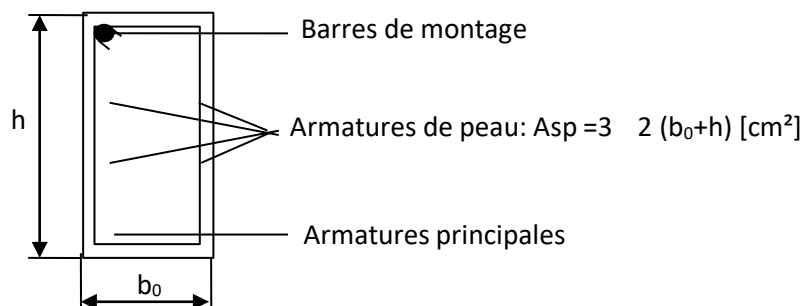 Barres de montage
h
Armatures de peau: Asp =3 2 (b₀+h) [cm²]
Armatures principales
b₀